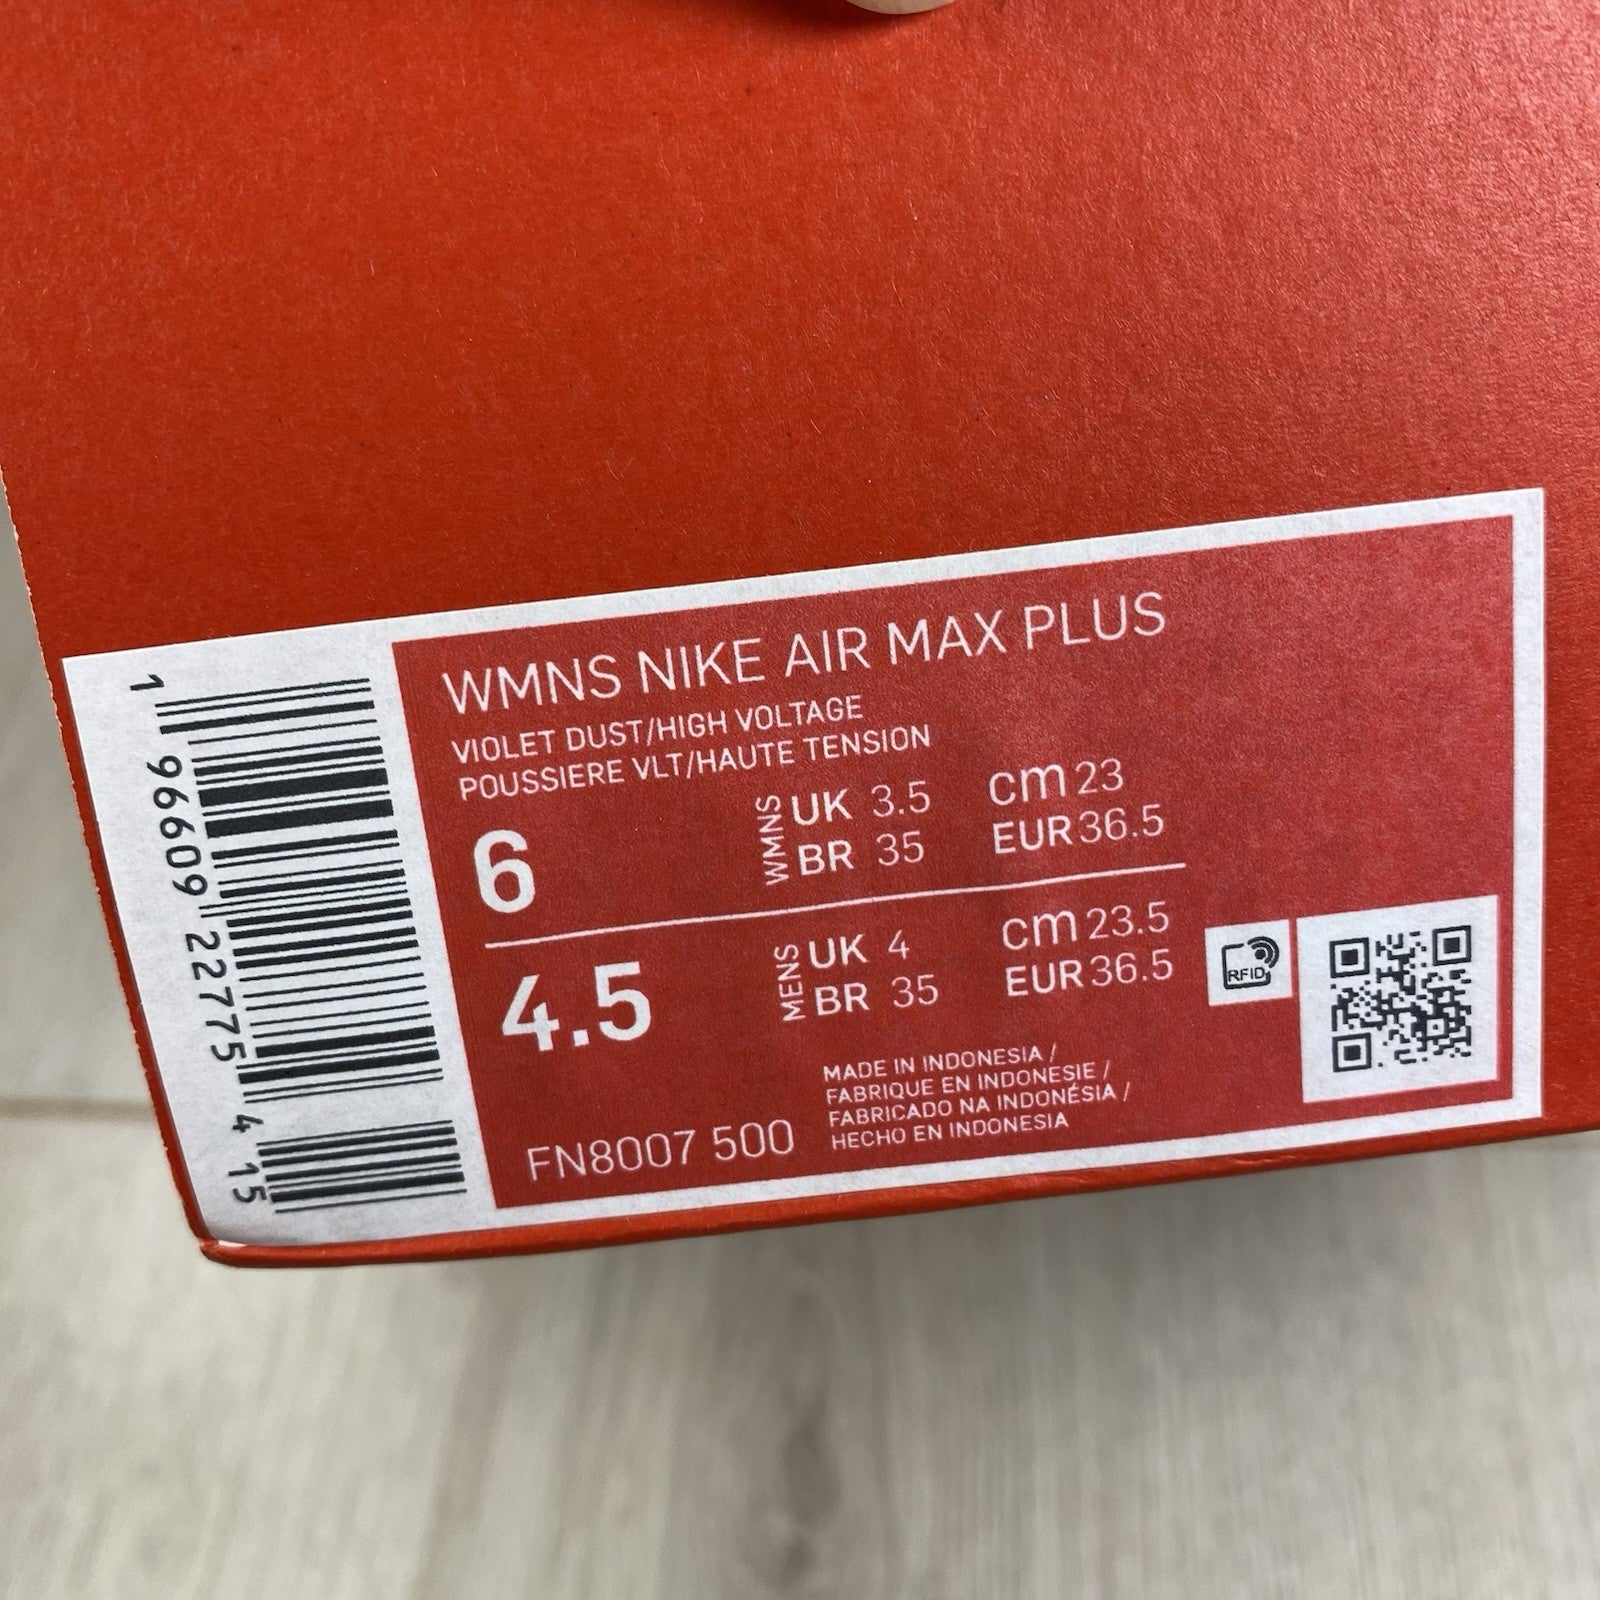 WMNS NIKE AIR MAX PLUS
VIOLET DUST/HIGH VOLTAGE
POUSSIERE VLT/HAUTE TENSION
6
WMNS
UK 3.5
cm 23
BR 35
EUR 36.5
4.5
MENS
UK 4
cm 23.5
BR 35
EUR 36.5
RFID
MADE IN INDONESIA /
FABRIQUE EN INDONESIE /
FABRICADO NA INDONÉSIA /
HECHO EN INDONESIA
FN8007 500
1 96609 22775 4 15